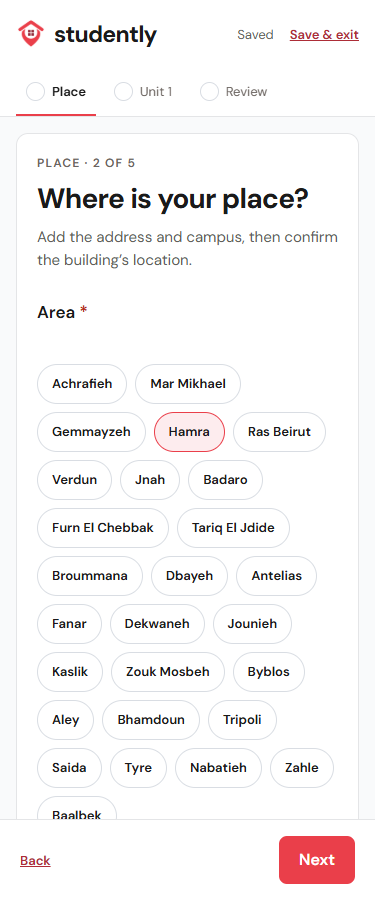 studently
Saved
Save & exit
Place
Unit 1
Review
PLACE · 2 OF 5
Where is your place?
Add the address and campus, then confirm
the building's location.
Area *
Achrafieh
Mar Mikhael
Gemmayzeh
Hamra
Ras Beirut
Verdun
Jnah
Badaro
Furn El Chebbak
Tariq El Jdide
Broummana
Dbayeh
Antelias
Fanar
Dekwaneh
Jounieh
Kaslik
Zouk Mosbeh
Byblos
Aley
Bhamdoun
Tripoli
Saida
Tyre
Nabatieh
Zahle
Baalbek
Back
Next